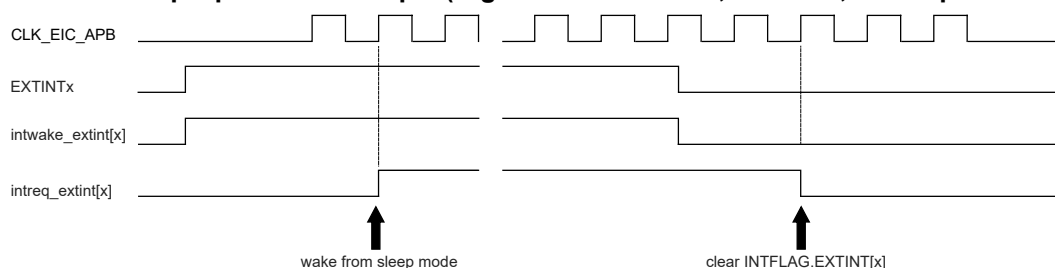 CLK_EIC_APB
EXTINTx
intwake_extint[x]
intreq_extint[x]
wake from sleep mode clear INTFLAG.EXTINT[x]